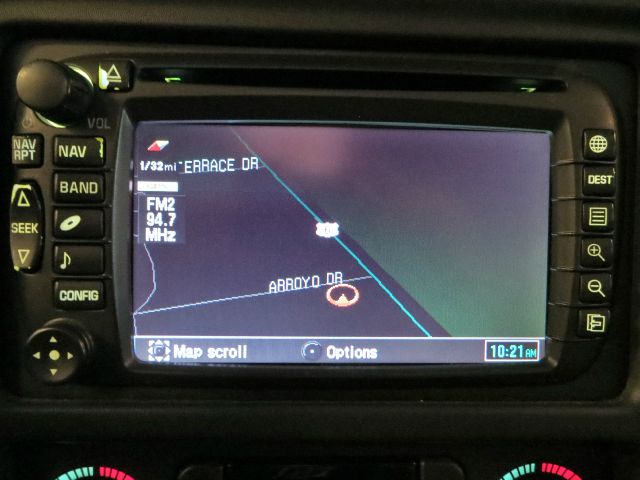 VOL
NAV
RPT
NAV
BAND
SEEK
CONFIG
1/32mi
ERRACE DR
FM2
94.7
MHz
ARROYO DR
Map scroll
Options
10:21 AM
DEST